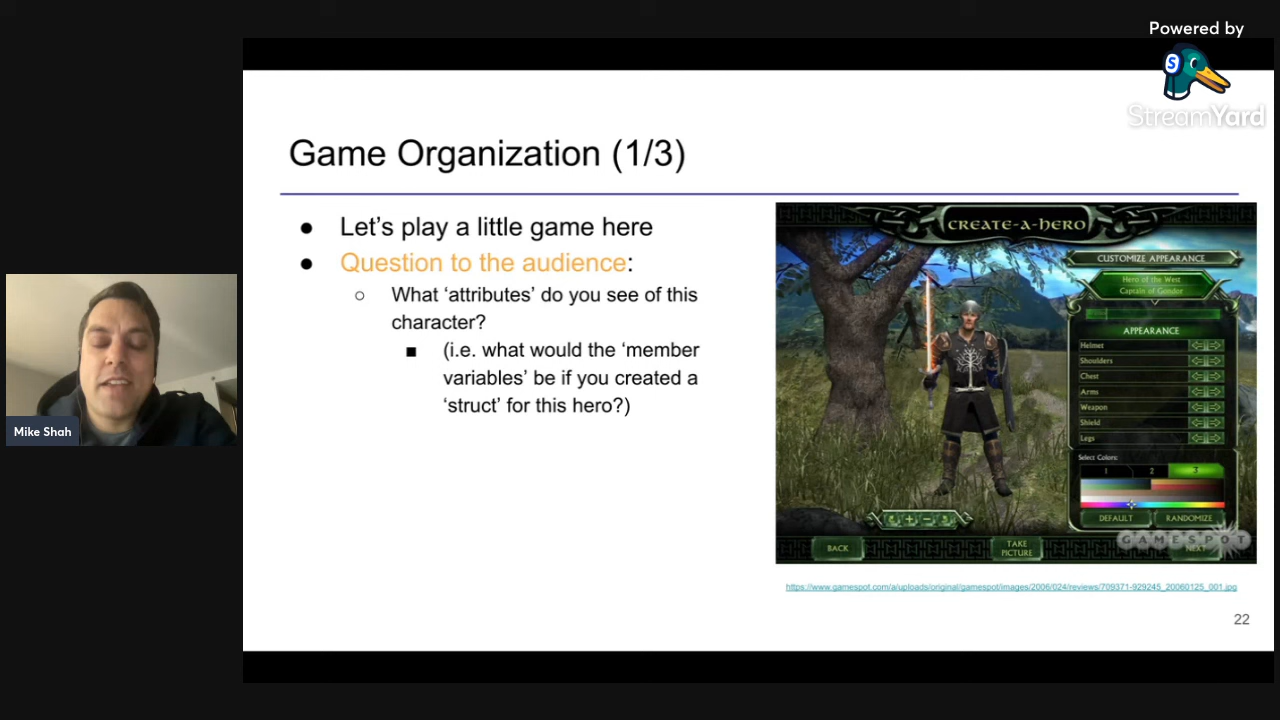 Powered by
S
StreamYard
Game Organization (1/3)
● Let's play a little game here
● Question to the audience:
○ What ‘attributes’ do you see of this
character?
■ (i.e. what would the ‘member
variables’ be if you created a
‘struct’ for this hero?)
CREATE-A-HERO
CUSTOMIZE APPEARANCE
Hero of the West
Captain of Gondor
APPEARANCE
Helmet
Shoulders
Chest
Arms
Weapon
Shield
Legs
Select Colors:
1 2 3
DEFAULT RANDOMIZE
GAMESPOT
BACK
TAKE
PICTURE
NEXT
https://www.gamespot.com/a/uploads/original/gamespot/images/2006/024/reviews/709371-929245_20060125_001.jpg
22
Mike Shah